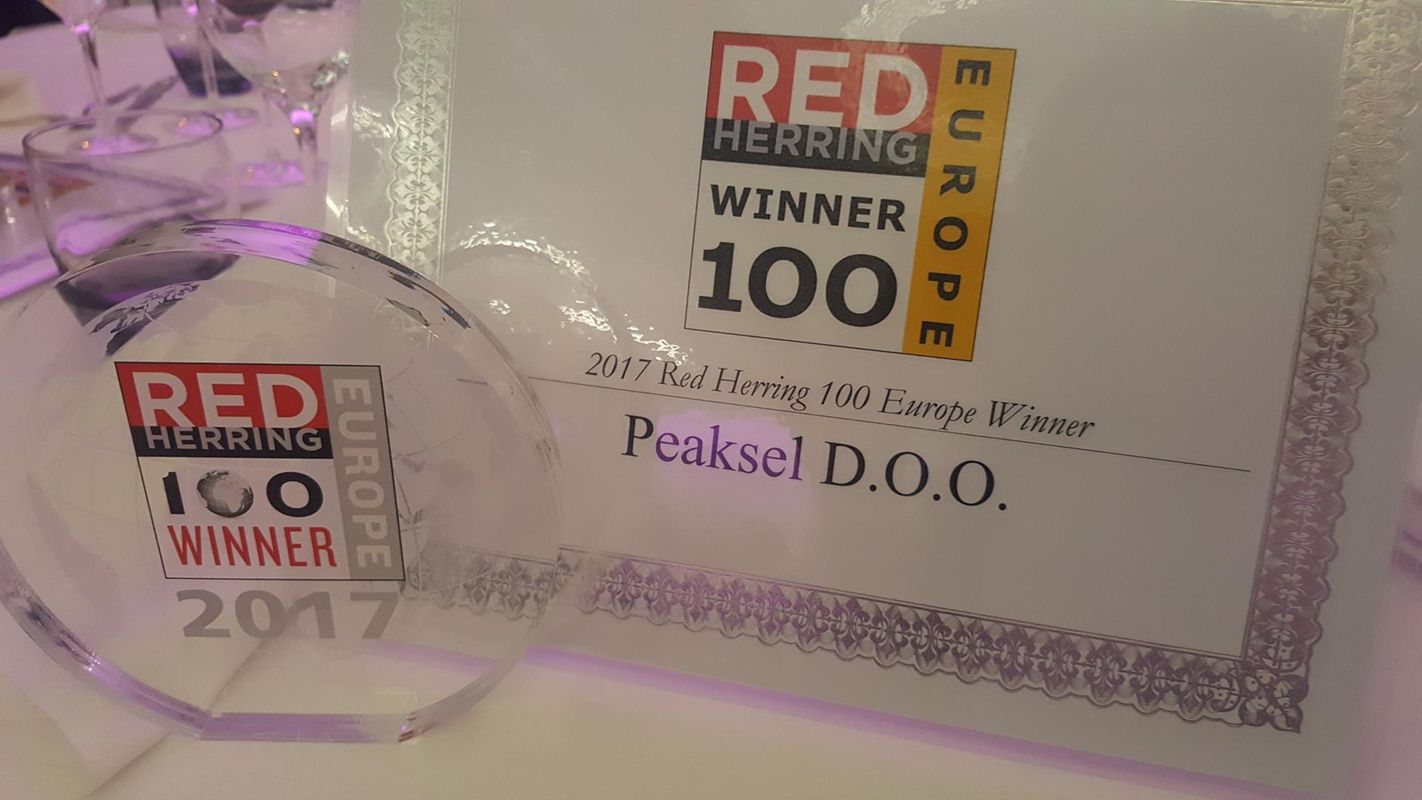 RED
HERRING
WINNER
100
EUROPE
2017 Red Herring 100 Europe Winner
Peaksel D.O.O.
RED
HERRING
100
WINNER
EUROPE
2017